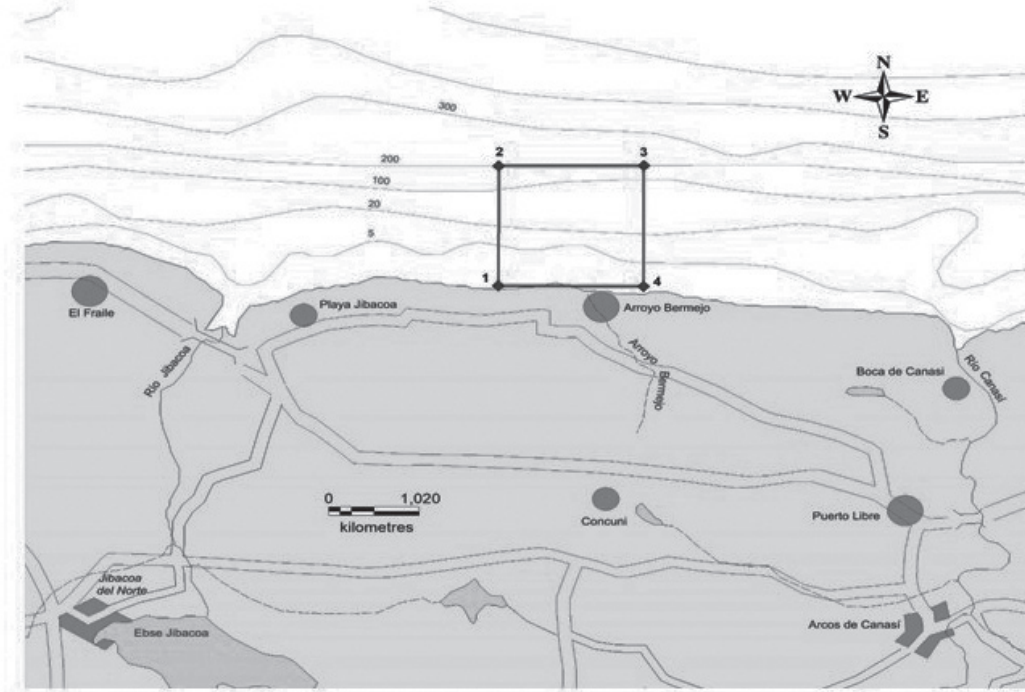 N
W E
S
300
200
100
20
5
2 3
1 4
El Fraile
Playa Jibacoa
Arroyo Bermejo
Río Jibacoa
Arroyo Bermejo
Boca de Canasi
Río Canasí
0 1,020
kilometres
Concuni
Puerto Libre
Jibacoa
del Norte
Ebse Jibacoa
Arcos de Canasí